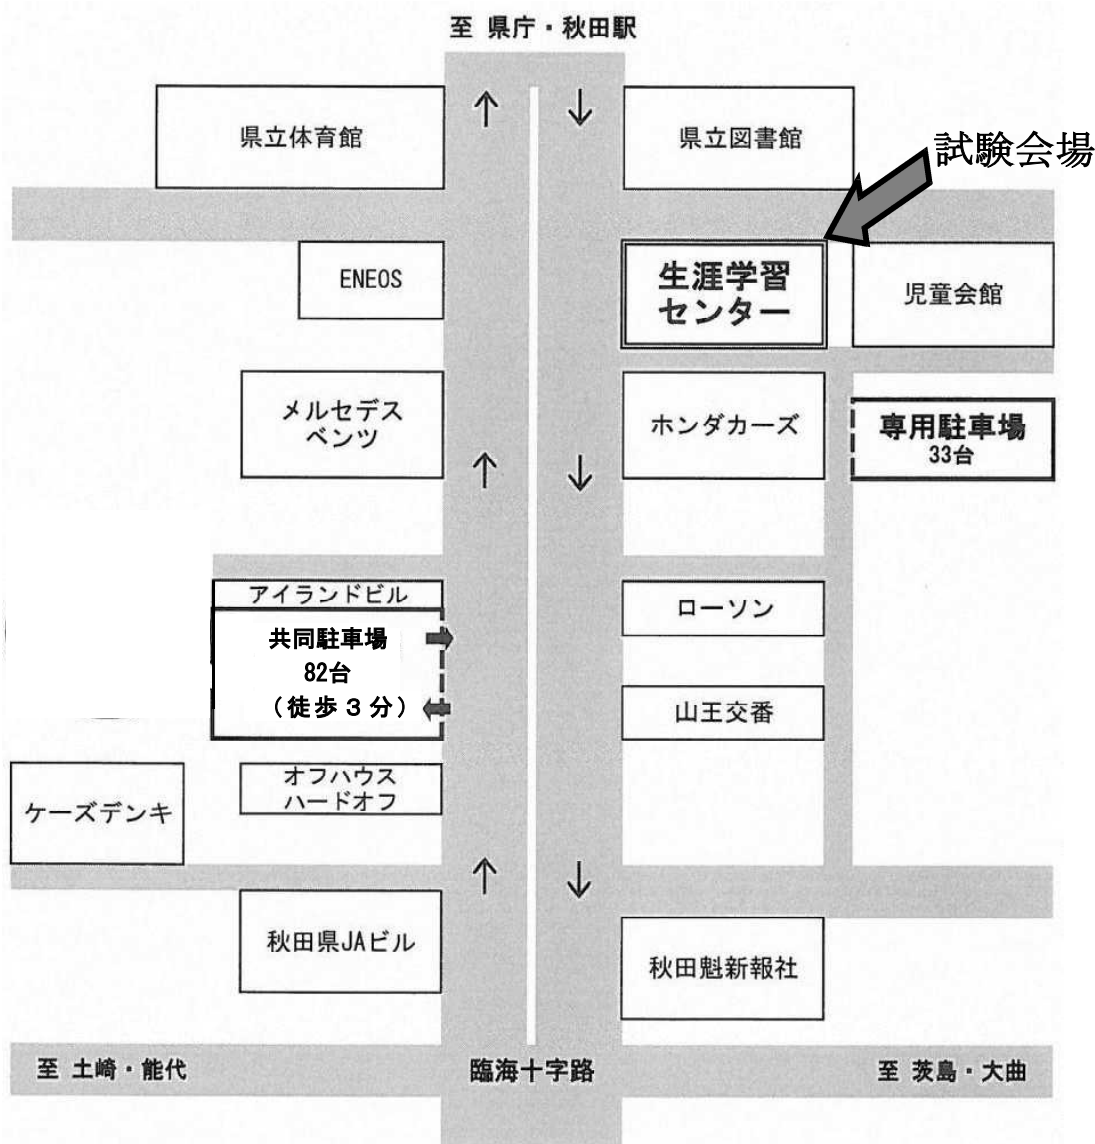 至 県庁・秋田駅
県立体育館
県立図書館
試験会場
ENEOS
生涯学習
センター
児童会館
メルセデス
ベンツ
ホンダカーズ
専用駐車場
33台
アイランドビル
共同駐車場
82台
(徒歩３分)
ローソン
山王交番
オフハウス
ハードオフ
ケーズデンキ
秋田県JAビル
秋田魁新報社
至 土崎・能代
臨海十字路
至 茨島・大曲